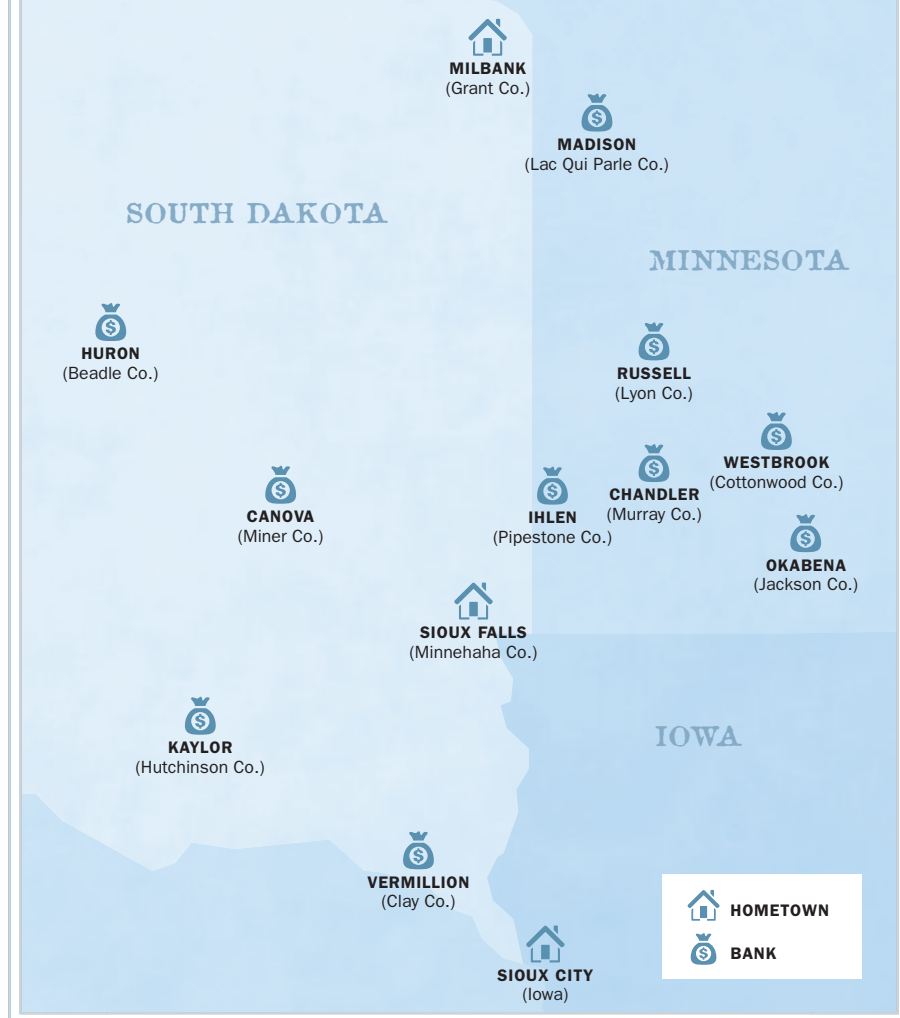 MILBANK
(Grant Co.)
MADISON
(Lac Qui Parle Co.)
SOUTH DAKOTA
MINNESOTA
HURON
(Beadle Co.)
RUSSELL
(Lyon Co.)
WESTBROOK
(Cottonwood Co.)
CHANDLER
(Murray Co.)
CANOVA
(Miner Co.)
IHLEN
(Pipestone Co.)
OKABENA
(Jackson Co.)
SIOUX FALLS
(Minnehaha Co.)
KAYLOR
(Hutchinson Co.)
IOWA
VERMILLION
(Clay Co.)
HOMETOWN
BANK
SIOUX CITY
(Iowa)